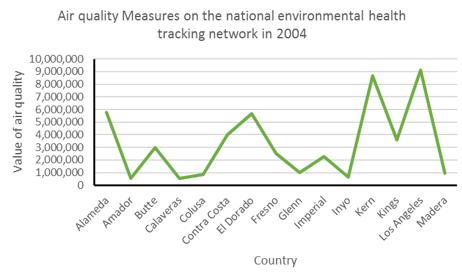 Air quality Measures on the national environmental health
tracking network in 2004
Value of air quality
10,000,000
9,000,000
8,000,000
7,000,000
6,000,000
5,000,000
4,000,000
3,000,000
2,000,000
1,000,000
0
Alameda
Amador
Butte
Calaveras
Colusa
Contra Costa
El Dorado
Fresno
Glenn
Imperial
Inyo
Kern
Kings
Los Angeles
Madera
Country